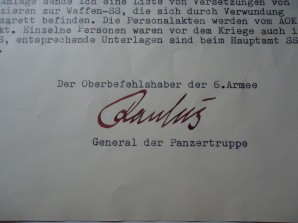 Anlage sende ich eine Liste von Versetzungen von
zieren zur Waffen-SS, die sich durch Verwundung
azarett befinden. Die Personalakten werden vom AOK
kt. Einzelne Personen waren vor dem Kriege auch i
S, entsprechende Unterlagen sind beim Hauptamt SS
.
Der Oberbefehlshaber der 6.Armee
Paulus
General der Panzertruppe